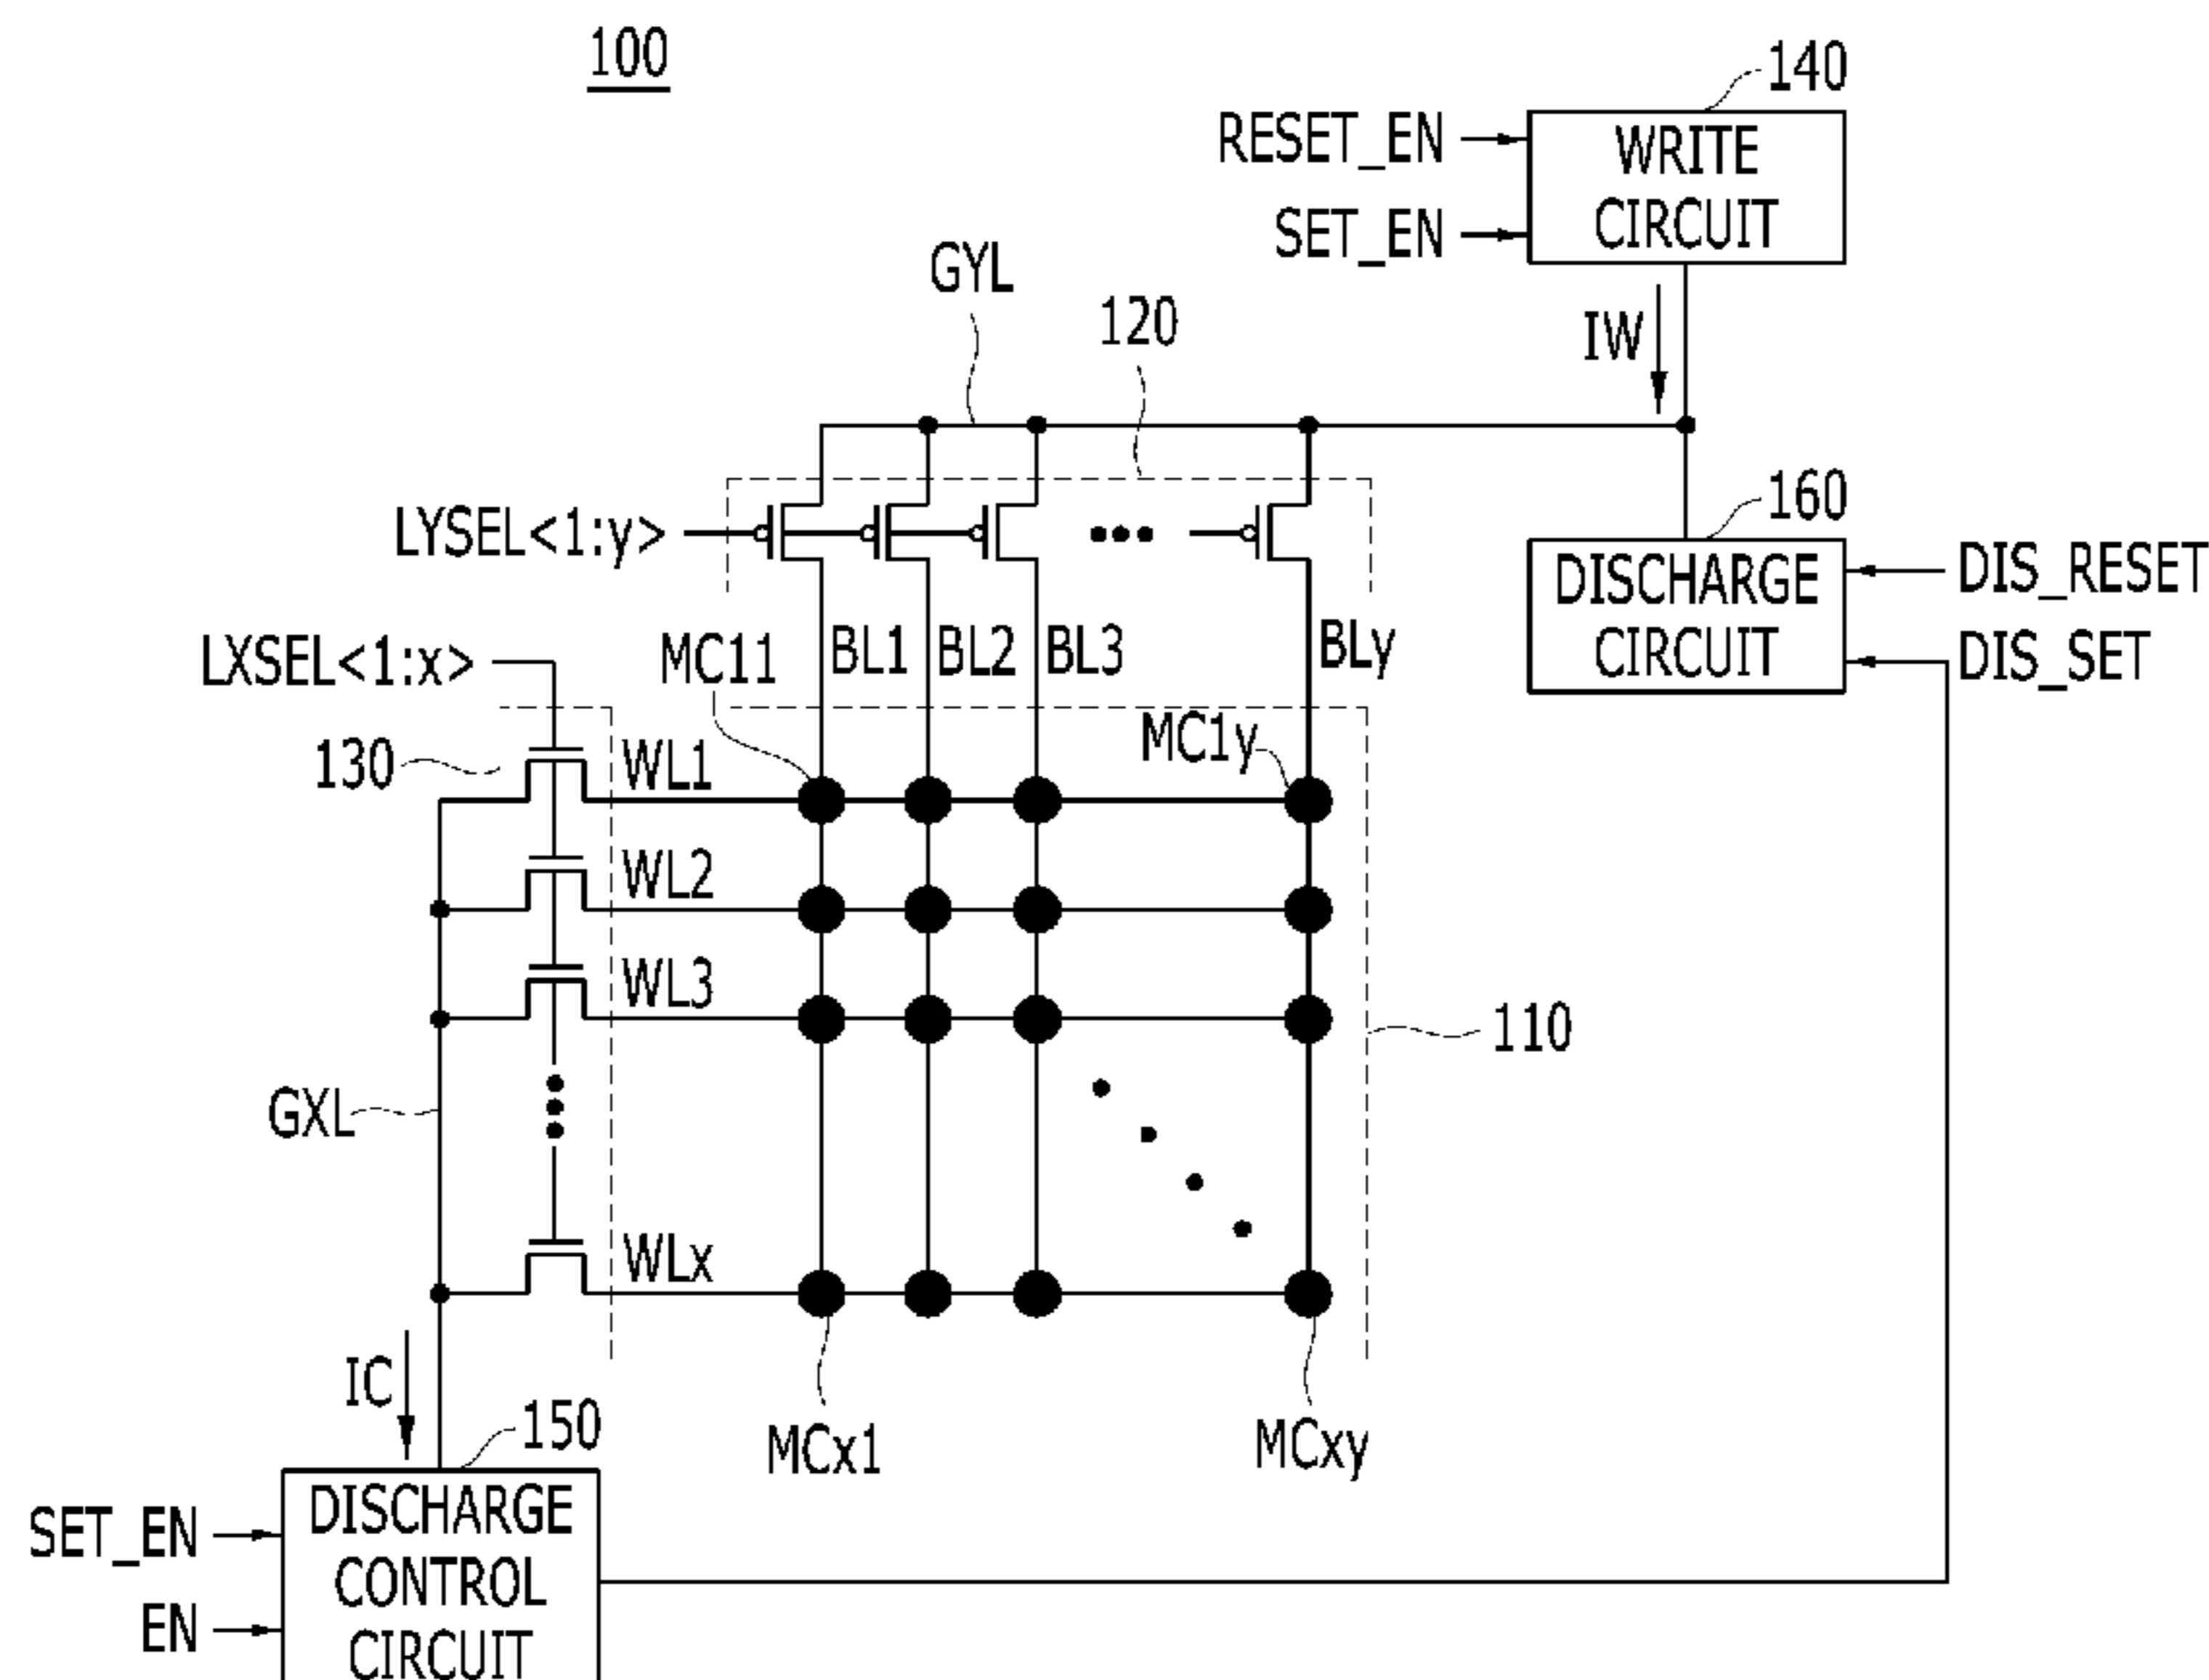 100
140
RESET_EN
WRITE
CIRCUIT
SET_EN
GYL
120
IW
160
LYSEL<1:y>
DISCHARGE
CIRCUIT
DIS_RESET
DIS_SET
LXSEL<1:x>
MC11
BL1
BL2
BL3
BLy
130
WL1
MC1y
WL2
WL3
110
GXL
WLx
IC
150
MCx1
MCxy
SET_EN
DISCHARGE
CONTROL
CIRCUIT
EN